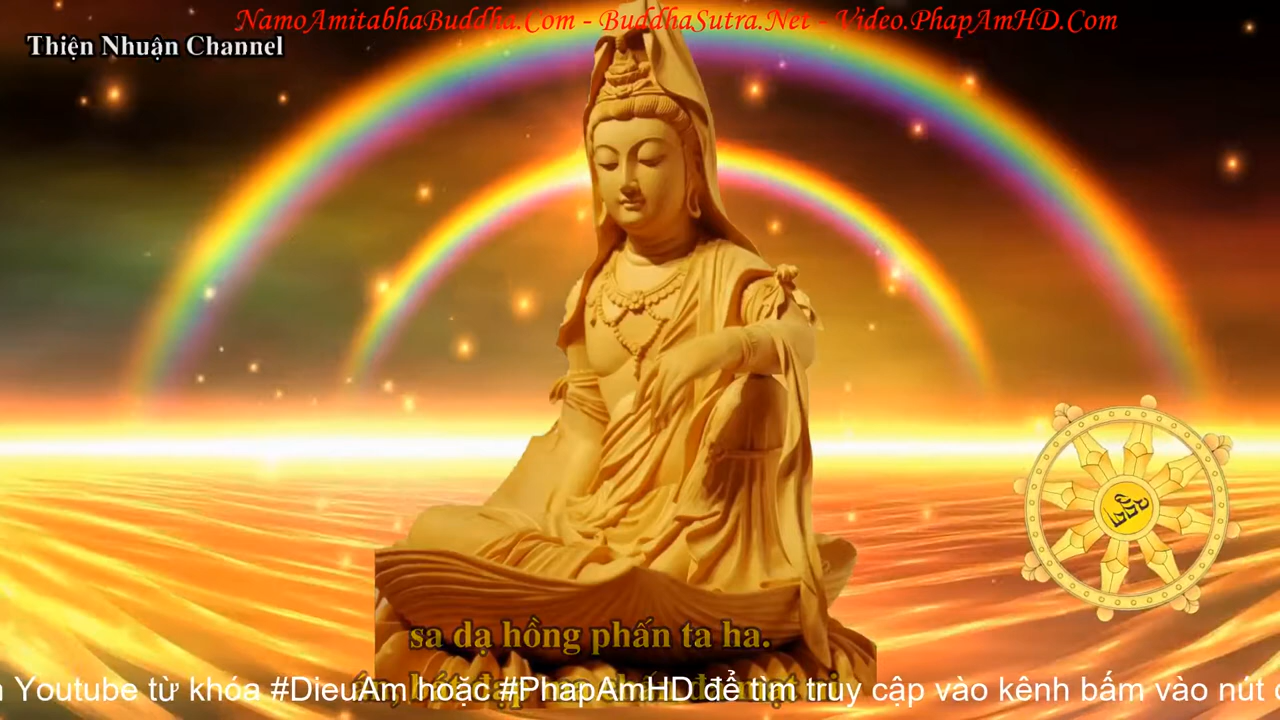 NamoAmitabhaBuddha.Com - BuddhaSutra.Net - Video.PhapAmHD.Com
Thiện Nhuận Channel
sa dạ hồng phấn ta ha.
Youtube từ khóa #DieuAm hoặc #PhapAmHD để tìm truy cập vào kênh bấm vào nút